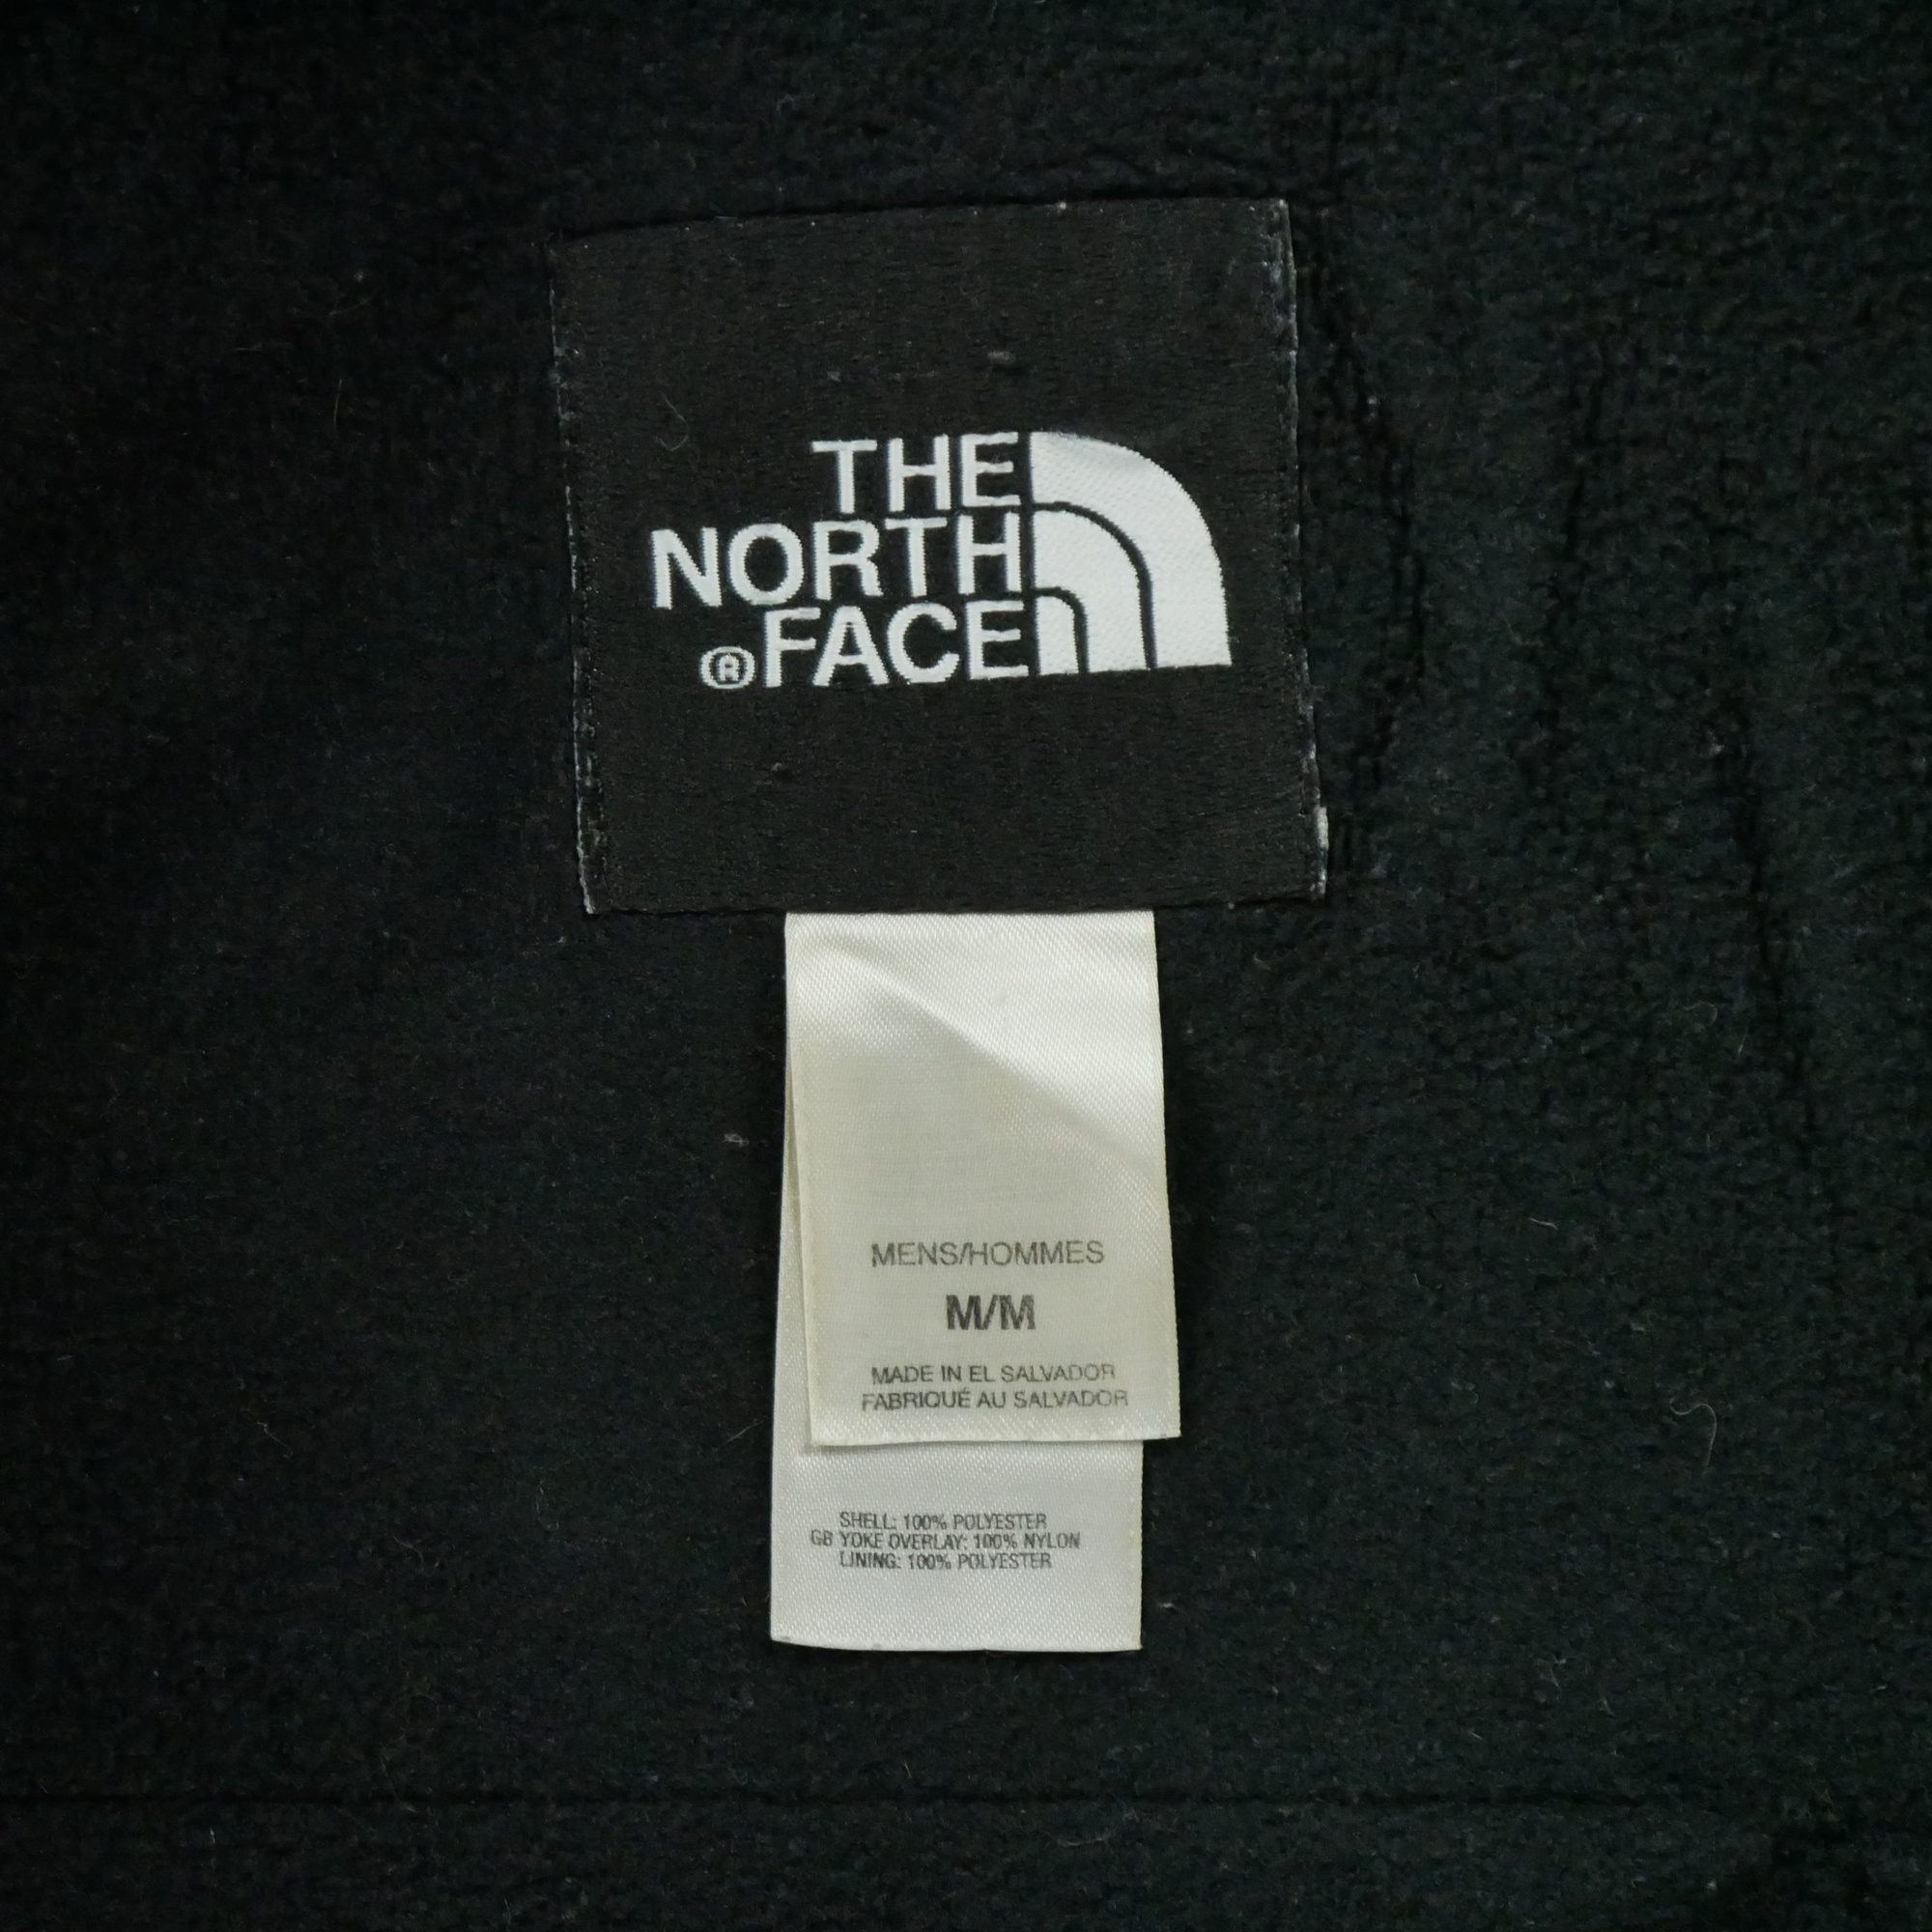 THE
NORTH
®FACE
MENS/HOMMES
M/M
MADE IN EL SALVADOR
FABRIQUÉ AU SALVADOR
SHELL: 100% POLYESTER
GB YOKE OVERLAY: 100% NYLON
LINING: 100% POLYESTER